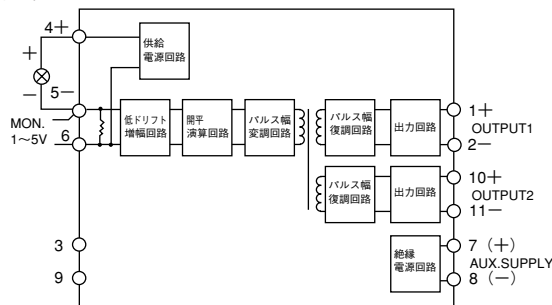 4+
供給
電源回路
+
−
5−
MON.
1〜5V
6
低ドリフト
増幅回路
開平
演算回路
パルス幅
変調回路
パルス幅
復調回路
出力回路
1+
OUTPUT1
2−
パルス幅
復調回路
出力回路
10+
OUTPUT2
11−
3
9
絶縁
電源回路
7（+）
AUX.SUPPLY
8（−）